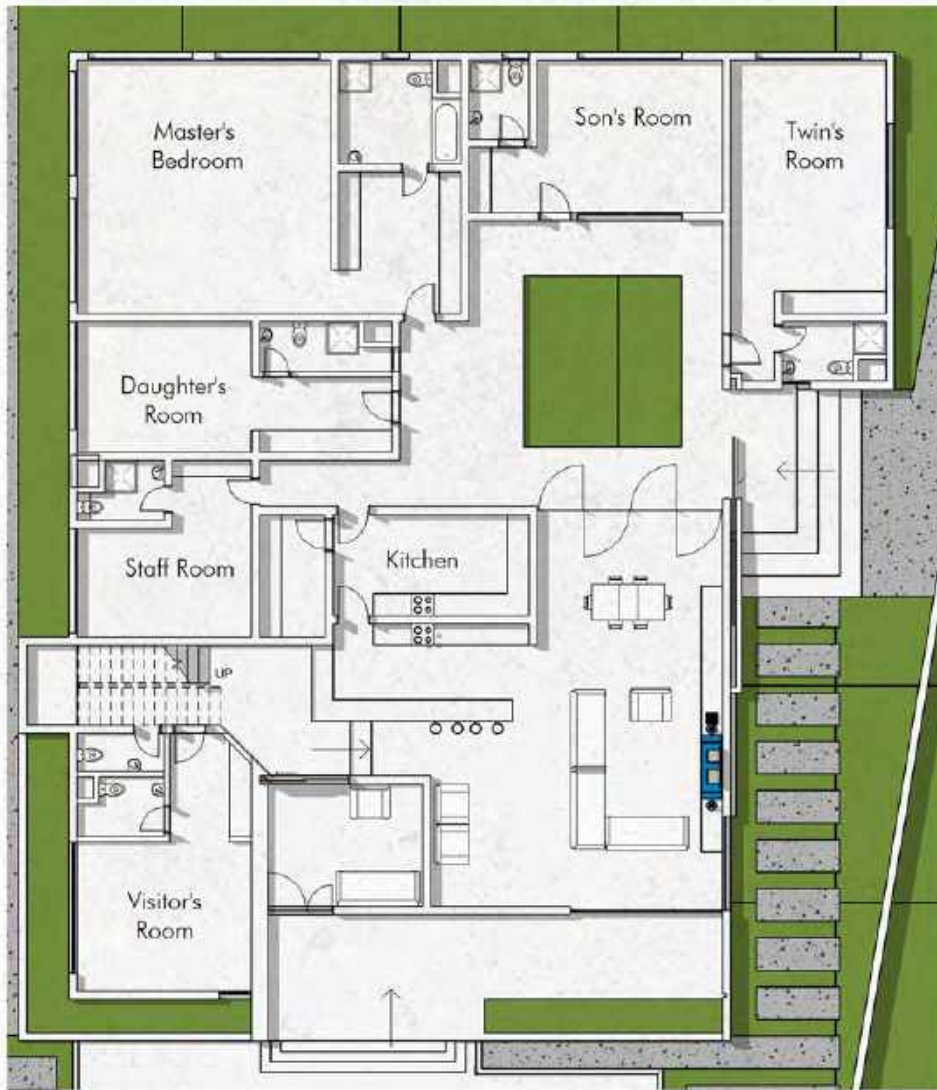 Master's
Bedroom
Son's Room
Twin's
Room
Daughter's
Room
Staff Room
Kitchen
UP
Visitor's
Room